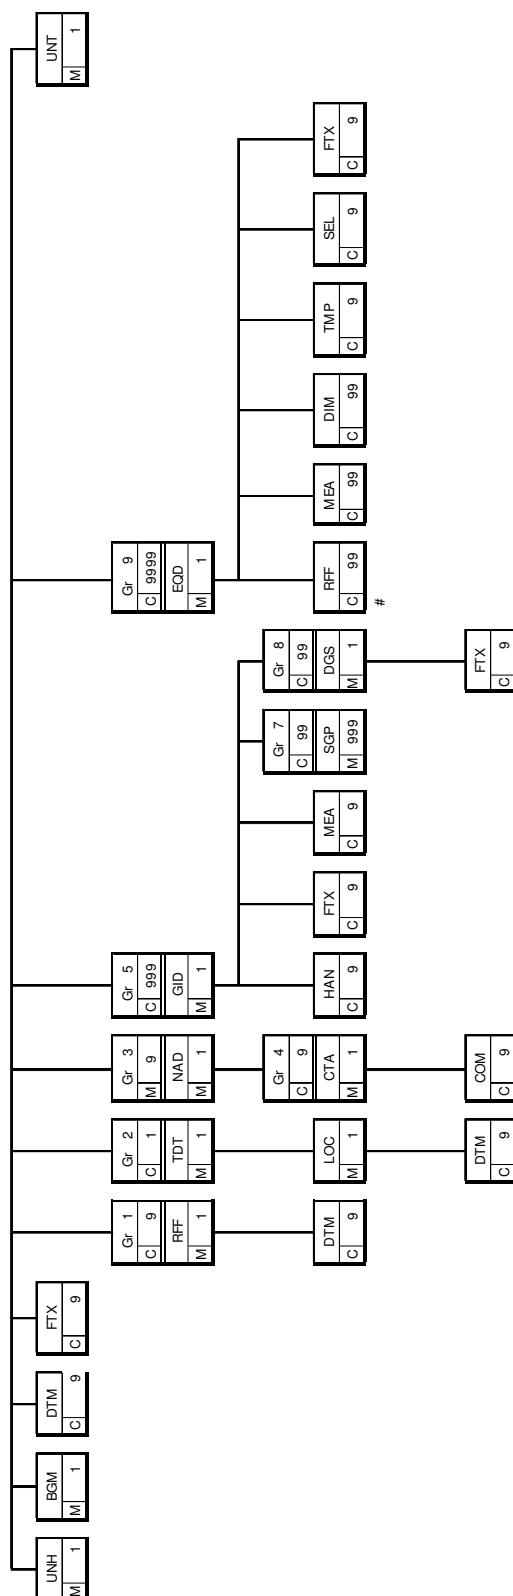 UNH
M 1
BGM
M 1
DTM
C 9
FTX
C 9
Gr 1
C 9
RFF
M 1
DTM
C 9
Gr 2
C 1
TDT
M 1
LOC
M 1
DTM
C 9
Gr 3
M 9
NAD
M 1
Gr 4
C 9
CTA
M 1
COM
C 9
Gr 5
C 999
GID
M 1
HAN
C 9
FTX
C 9
MEA
C 9
Gr 7
C 99
SGP
M 999
Gr 8
C 99
DGS
M 1
FTX
C 9
Gr 9
C 9999
EQD
M 1
RFF
C 99
#
MEA
C 99
DIM
C 99
TMP
C 9
SEL
C 9
FTX
C 9
UNT
M 1